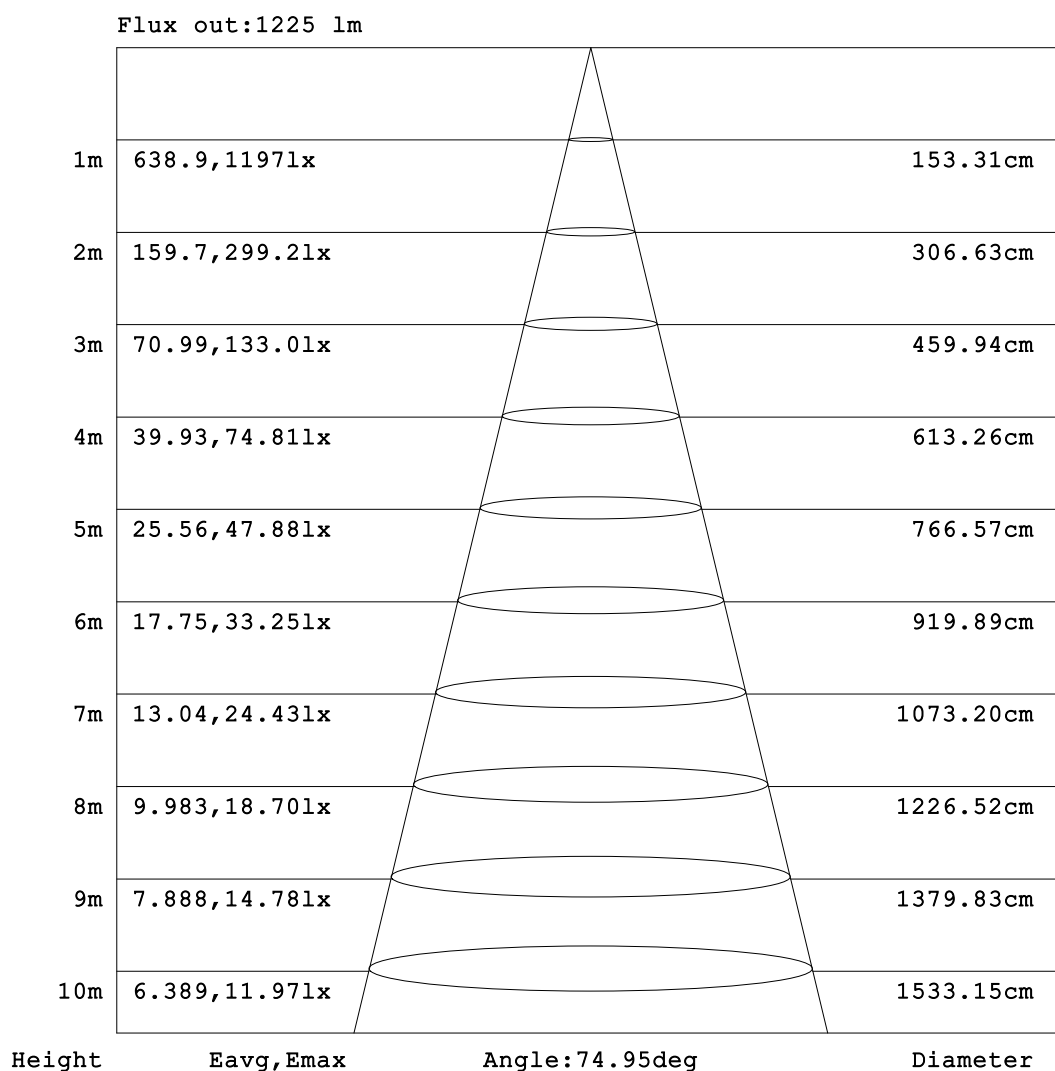 Flux out:1225 lm
1m 638.9,1197lx 153.31cm
2m 159.7,299.2lx 306.63cm
3m 70.99,133.0lx 459.94cm
4m 39.93,74.81lx 613.26cm
5m 25.56,47.88lx 766.57cm
6m 17.75,33.25lx 919.89cm
7m 13.04,24.43lx 1073.20cm
8m 9.983,18.70lx 1226.52cm
9m 7.888,14.78lx 1379.83cm
10m 6.389,11.97lx 1533.15cm
Height Eavg,Emax Angle:74.95deg Diameter